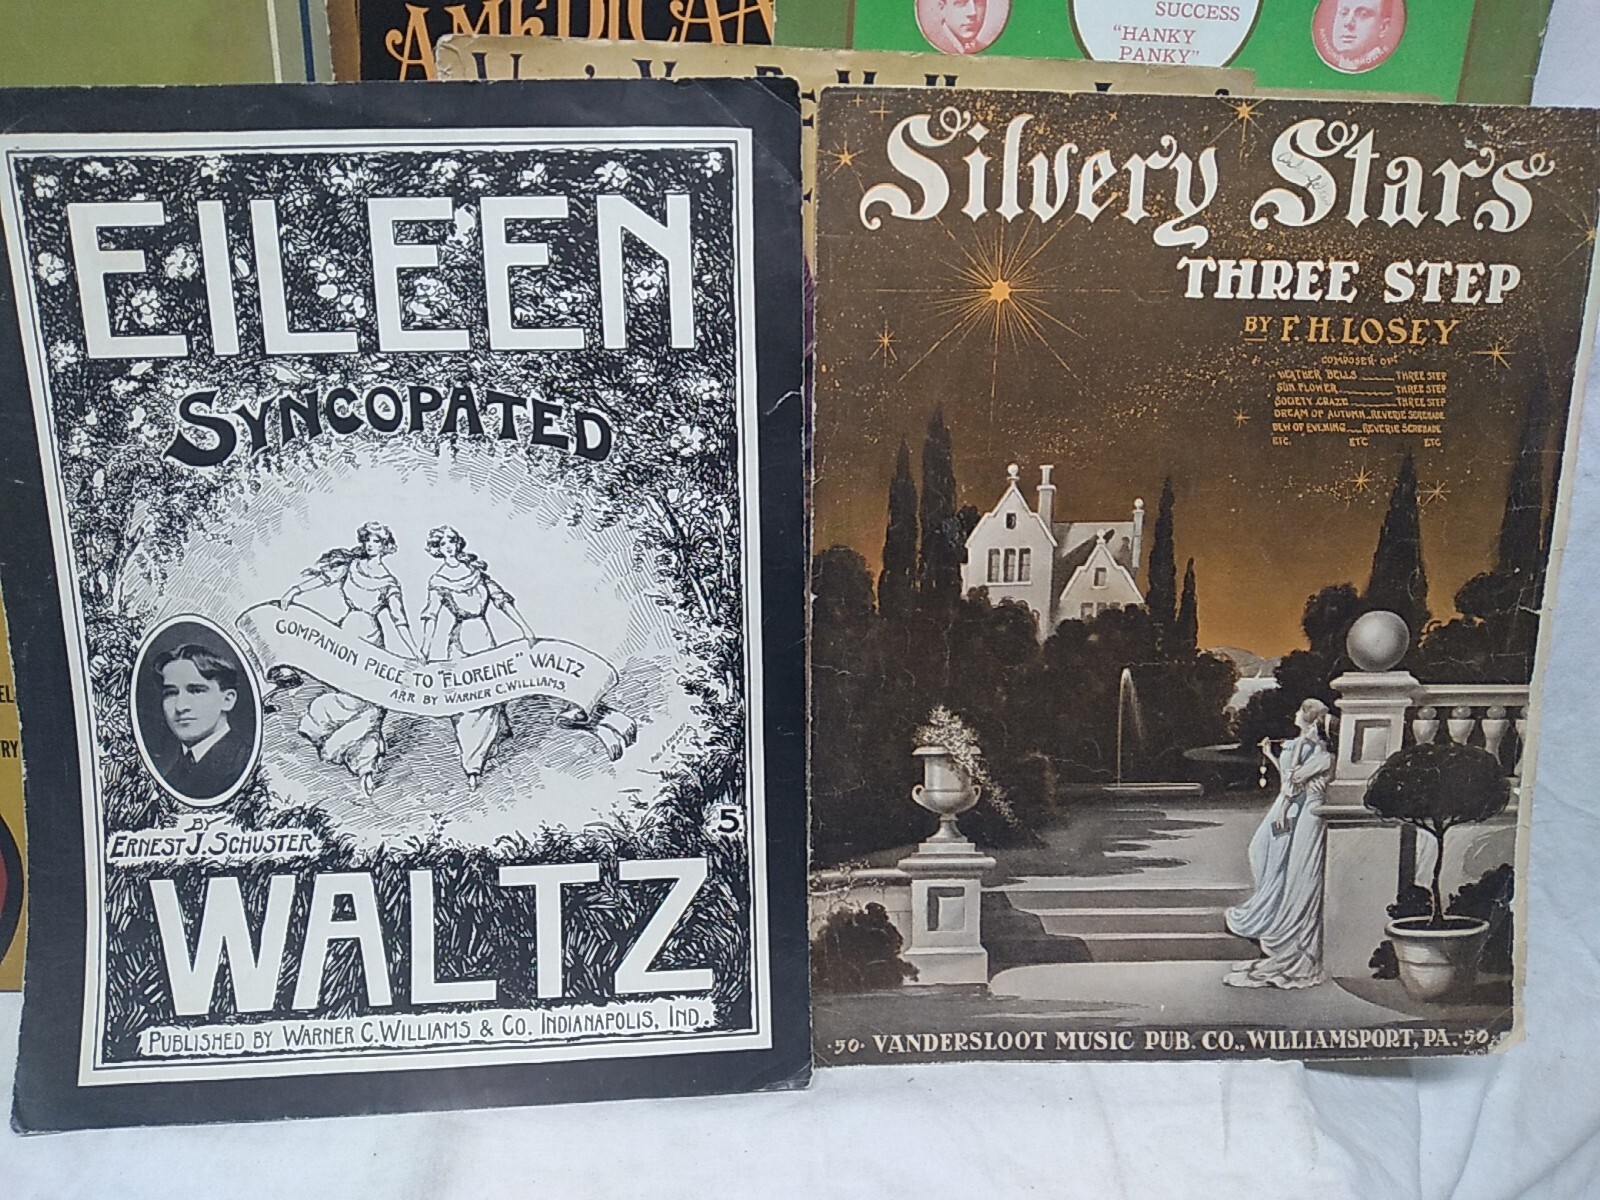 AMERICAN
SUCCESS
"HANKY
PANKY"
EILEEN
SYNCOPATED
COMPANION PIECE TO "FLOREINE" WALTZ
ARR BY WARNER C. WILLIAMS.
BY
ERNEST J. SCHUSTER.
5
WALTZ
PUBLISHED BY WARNER C. WILLIAMS & CO. INDIANAPOLIS, IND.
Silvery Stars
THREE STEP
BY F. H. LOSEY
COMPOSER OF
HEATHER BELLS THREE STEP
SUN FLOWER THREE STEP
SOCIETY CRAZE THREE STEP
DREAM OF AUTUMN REVERIE SERENADE
DEW OF EVENING REVERIE SERENADE
ETC. ETC ETC
·50· VANDERSLOOT MUSIC PUB. CO., WILLIAMSPORT, PA. ·50·